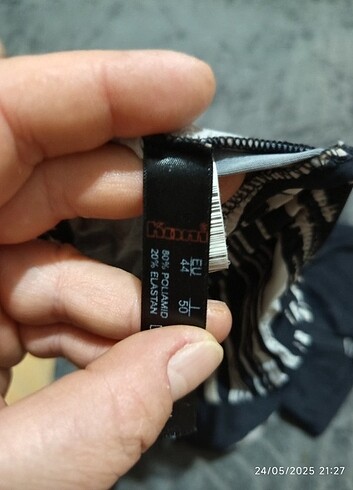 EU I
44 50
80% POLIAMID
20% ELASTAN
24/05/2025 21:27